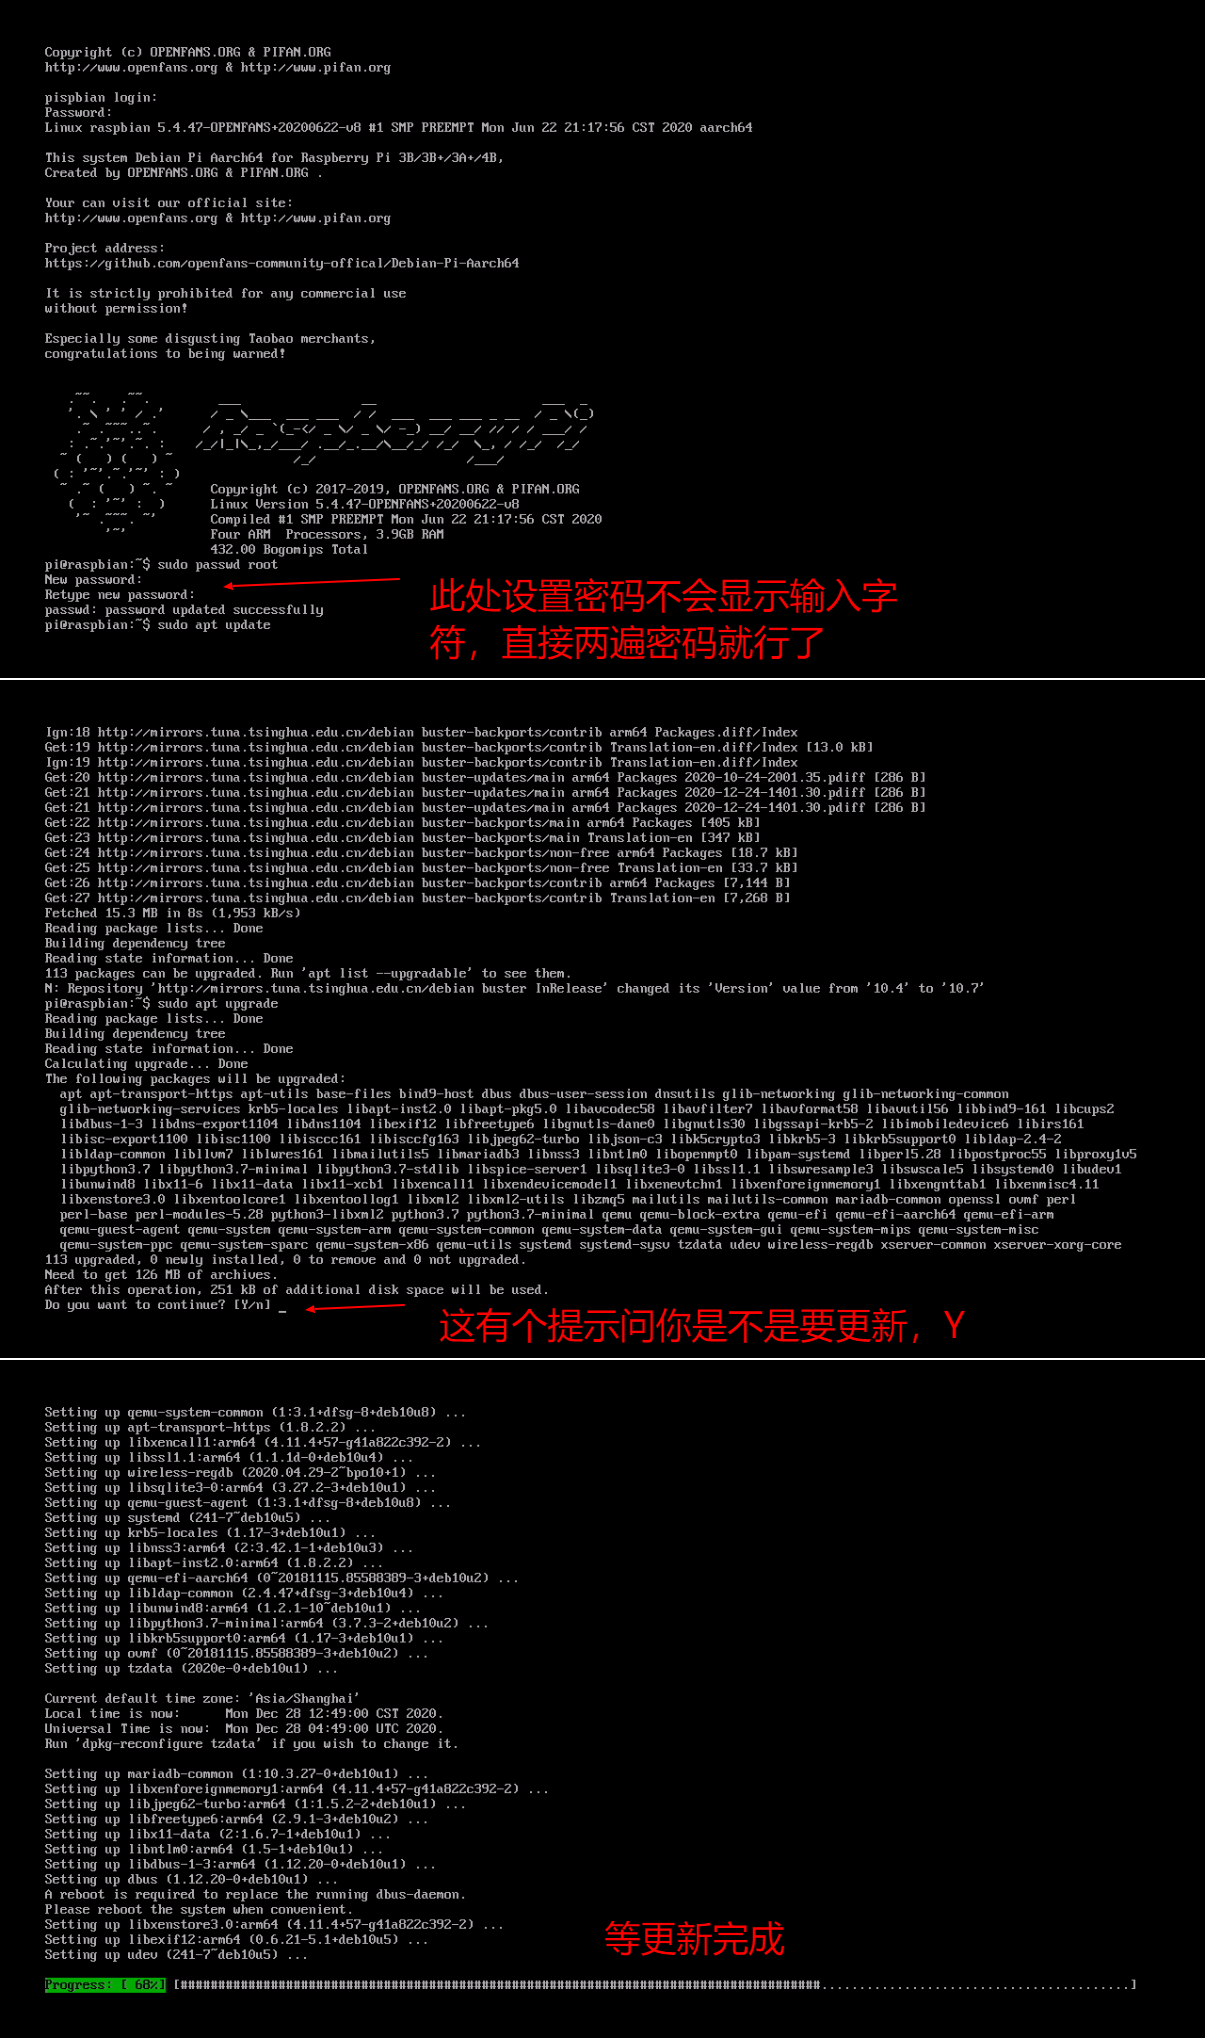 Copyright (c) OPENFANS.ORG & PIFAN.ORG
http://www.openfans.org & http://www.pifan.org
pispbian login:
Password:
Linux raspbian 5.4.47-OPENFANS+20200622-v8 #1 SMP PREEMPT Mon Jun 22 21:17:56 CST 2020 aarch64
This system Debian Pi Aarch64 for Raspberry Pi 3B/3B+/3A+/4B,
Created by OPENFANS.ORG & PIFAN.ORG .
Your can visit our official site:
http://www.openfans.org & http://www.pifan.org
Project address:
https://github.com/openfans-community-offical/Debian-Pi-Aarch64
It is strictly prohibited for any commercial use
without permission!
Especially some disgusting Taobao merchants,
congratulations to being warned!
Copyright (c) 2017-2019, OPENFANS.ORG & PIFAN.ORG
Linux Version 5.4.47-OPENFANS+20200622-v8
Compiled #1 SMP PREEMPT Mon Jun 22 21:17:56 CST 2020
Four ARM  Processors, 3.9GB RAM
432.00 Bogomips Total
pi@raspbian:~$ sudo passwd root
New password:
Retype new password:
passwd: password updated successfully
pi@raspbian:~$ sudo apt update
此处设置密码不会显示输入字
符，直接两遍密码就行了
Ign:18 http://mirrors.tuna.tsinghua.edu.cn/debian buster-backports/contrib arm64 Packages.diff/Index
Get:19 http://mirrors.tuna.tsinghua.edu.cn/debian buster-backports/contrib Translation-en.diff/Index [13.0 kB]
Ign:19 http://mirrors.tuna.tsinghua.edu.cn/debian buster-backports/contrib Translation-en.diff/Index
Get:20 http://mirrors.tuna.tsinghua.edu.cn/debian buster-updates/main arm64 Packages 2020-10-24-2001.35.pdiff [286 B]
Get:21 http://mirrors.tuna.tsinghua.edu.cn/debian buster-updates/main arm64 Packages 2020-12-24-1401.30.pdiff [286 B]
Get:21 http://mirrors.tuna.tsinghua.edu.cn/debian buster-updates/main arm64 Packages 2020-12-24-1401.30.pdiff [286 B]
Get:22 http://mirrors.tuna.tsinghua.edu.cn/debian buster-backports/main arm64 Packages [405 kB]
Get:23 http://mirrors.tuna.tsinghua.edu.cn/debian buster-backports/main Translation-en [347 kB]
Get:24 http://mirrors.tuna.tsinghua.edu.cn/debian buster-backports/non-free arm64 Packages [18.7 kB]
Get:25 http://mirrors.tuna.tsinghua.edu.cn/debian buster-backports/non-free Translation-en [33.7 kB]
Get:26 http://mirrors.tuna.tsinghua.edu.cn/debian buster-backports/contrib arm64 Packages [7,144 B]
Get:27 http://mirrors.tuna.tsinghua.edu.cn/debian buster-backports/contrib Translation-en [7,268 B]
Fetched 15.3 MB in 8s (1,953 kB/s)
Reading package lists... Done
Building dependency tree
Reading state information... Done
113 packages can be upgraded. Run 'apt list --upgradable' to see them.
N: Repository 'http://mirrors.tuna.tsinghua.edu.cn/debian buster InRelease' changed its 'Version' value from '10.4' to '10.7'
pi@raspbian:~$ sudo apt upgrade
Reading package lists... Done
Building dependency tree
Reading state information... Done
Calculating upgrade... Done
The following packages will be upgraded:
apt apt-transport-https apt-utils base-files bind9-host dbus dbus-user-session dnsutils glib-networking glib-networking-common
glib-networking-services krb5-locales libapt-inst2.0 libapt-pkg5.0 libavcodec58 libavfilter7 libavformat58 libavutil56 libbind9-161 libcups2
libdbus-1-3 libdns-export1104 libdns1104 libexif12 libfreetype6 libgnutls-dane0 libgnutls30 libgssapi-krb5-2 libimobiledevice6 libirs161
libisc-export1100 libisc1100 libisccc161 libisccfg163 libjpeg62-turbo libjson-c3 libk5crypto3 libkrb5-3 libkrb5support0 libldap-2.4-2
libldap-common libllvm7 liblwres161 libmailutils5 libmariadb3 libnss3 libntlm0 libopenmpt0 libpam-systemd libperl5.28 libpostproc55 libproxy1v5
libpython3.7 libpython3.7-minimal libpython3.7-stdlib libspice-server1 libsqlite3-0 libssl1.1 libswresample3 libswscale5 libsystemd0 libudev1
libunwind8 libx11-6 libx11-data libx11-xcb1 libxencall1 libxendevicemodel1 libxenevtchn1 libxenforeignmemory1 libxengnttab1 libxenmisc4.11
libxenstore3.0 libxentoolcore1 libxentoollog1 libxml2 libxml2-utils libzmq5 mailutils mailutils-common mariadb-common openssl ovmf perl
perl-base perl-modules-5.28 python3-libxml2 python3.7 python3.7-minimal qemu qemu-block-extra qemu-efi qemu-efi-aarch64 qemu-efi-arm
qemu-guest-agent qemu-system qemu-system-arm qemu-system-common qemu-system-data qemu-system-gui qemu-system-mips qemu-system-misc
qemu-system-ppc qemu-system-sparc qemu-system-x86 qemu-utils systemd systemd-sysv tzdata udev wireless-regdb xserver-common xserver-xorg-core
113 upgraded, 0 newly installed, 0 to remove and 0 not upgraded.
Need to get 126 MB of archives.
After this operation, 251 kB of additional disk space will be used.
Do you want to continue? [Y/n] _
这有个提示问你是不是要更新，Y
Setting up qemu-system-common (1:3.1+dfsg-8+deb10u8) ...
Setting up apt-transport-https (1.8.2.2) ...
Setting up libxencall1:arm64 (4.11.4+57-g41a822c392-2) ...
Setting up libssl1.1:arm64 (1.1.1d-0+deb10u4) ...
Setting up wireless-regdb (2020.04.29-2~bpo10+1) ...
Setting up libsqlite3-0:arm64 (3.27.2-3+deb10u1) ...
Setting up qemu-guest-agent (1:3.1+dfsg-8+deb10u8) ...
Setting up systemd (241-7~deb10u5) ...
Setting up krb5-locales (1.17-3+deb10u1) ...
Setting up libnss3:arm64 (2:3.42.1-1+deb10u3) ...
Setting up libapt-inst2.0:arm64 (1.8.2.2) ...
Setting up qemu-efi-aarch64 (0~20181115.85588389-3+deb10u2) ...
Setting up libldap-common (2.4.47+dfsg-3+deb10u4) ...
Setting up libunwind8:arm64 (1.2.1-10~deb10u1) ...
Setting up libpython3.7-minimal:arm64 (3.7.3-2+deb10u2) ...
Setting up libkrb5support0:arm64 (1.17-3+deb10u1) ...
Setting up ovmf (0~20181115.85588389-3+deb10u2) ...
Setting up tzdata (2020e-0+deb10u1) ...
Current default time zone: 'Asia/Shanghai'
Local time is now:      Mon Dec 28 12:49:00 CST 2020.
Universal Time is now:  Mon Dec 28 04:49:00 UTC 2020.
Run 'dpkg-reconfigure tzdata' if you wish to change it.
Setting up mariadb-common (1:10.3.27-0+deb10u1) ...
Setting up libxenforeignmemory1:arm64 (4.11.4+57-g41a822c392-2) ...
Setting up libjpeg62-turbo:arm64 (1:1.5.2-2+deb10u1) ...
Setting up libfreetype6:arm64 (2.9.1-3+deb10u2) ...
Setting up libx11-data (2:1.6.7-1+deb10u1) ...
Setting up libntlm0:arm64 (1.5-1+deb10u1) ...
Setting up libdbus-1-3:arm64 (1.12.20-0+deb10u1) ...
Setting up dbus (1.12.20-0+deb10u1) ...
A reboot is required to replace the running dbus-daemon.
Please reboot the system when convenient.
Setting up libxenstore3.0:arm64 (4.11.4+57-g41a822c392-2) ...
Setting up libexif12:arm64 (0.6.21-5.1+deb10u5) ...
Setting up udev (241-7~deb10u5) ...
等更新完成
Progress: [ 68%]